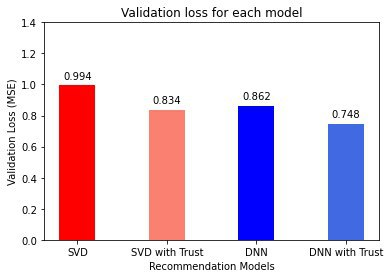 Validation loss for each model
Validation Loss (MSE)
1.4
1.2
1.0
0.8
0.6
0.4
0.2
0.0
0.994
0.834
0.862
0.748
SVD
SVD with Trust
DNN
DNN with Trust
Recommendation Models